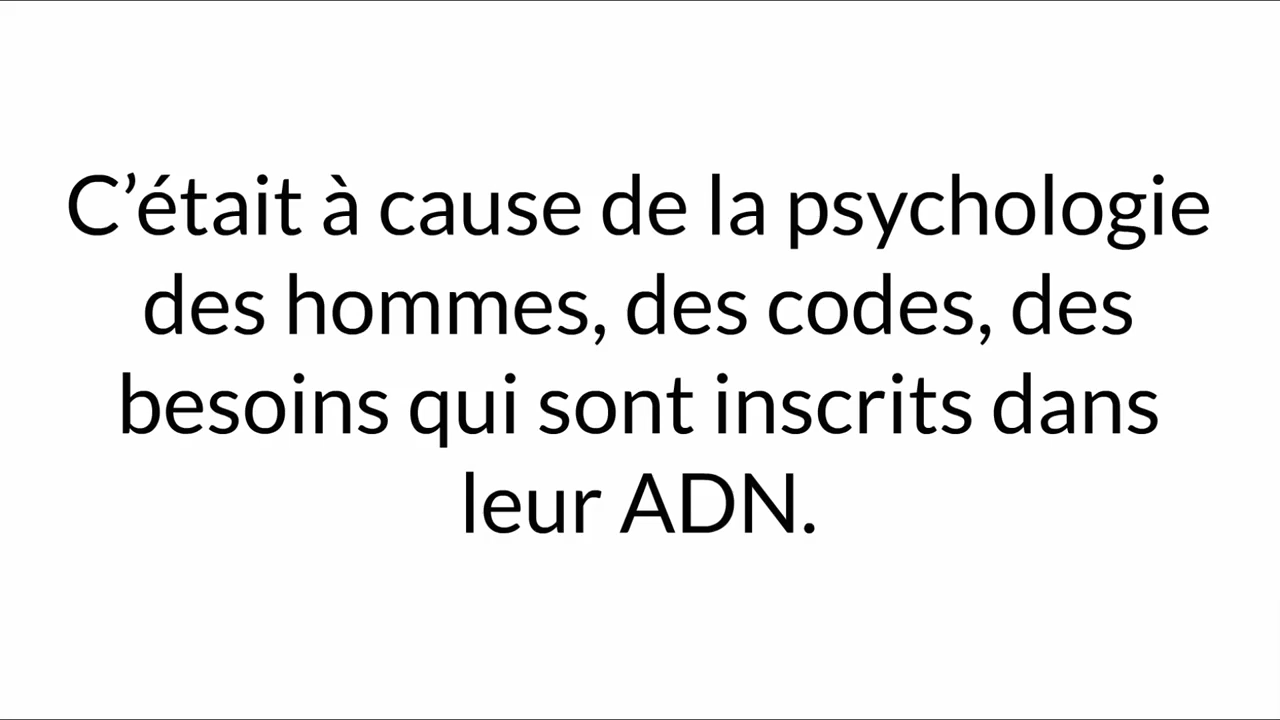 C’était à cause de la psychologie
des hommes, des codes, des
besoins qui sont inscrits dans
leur ADN.